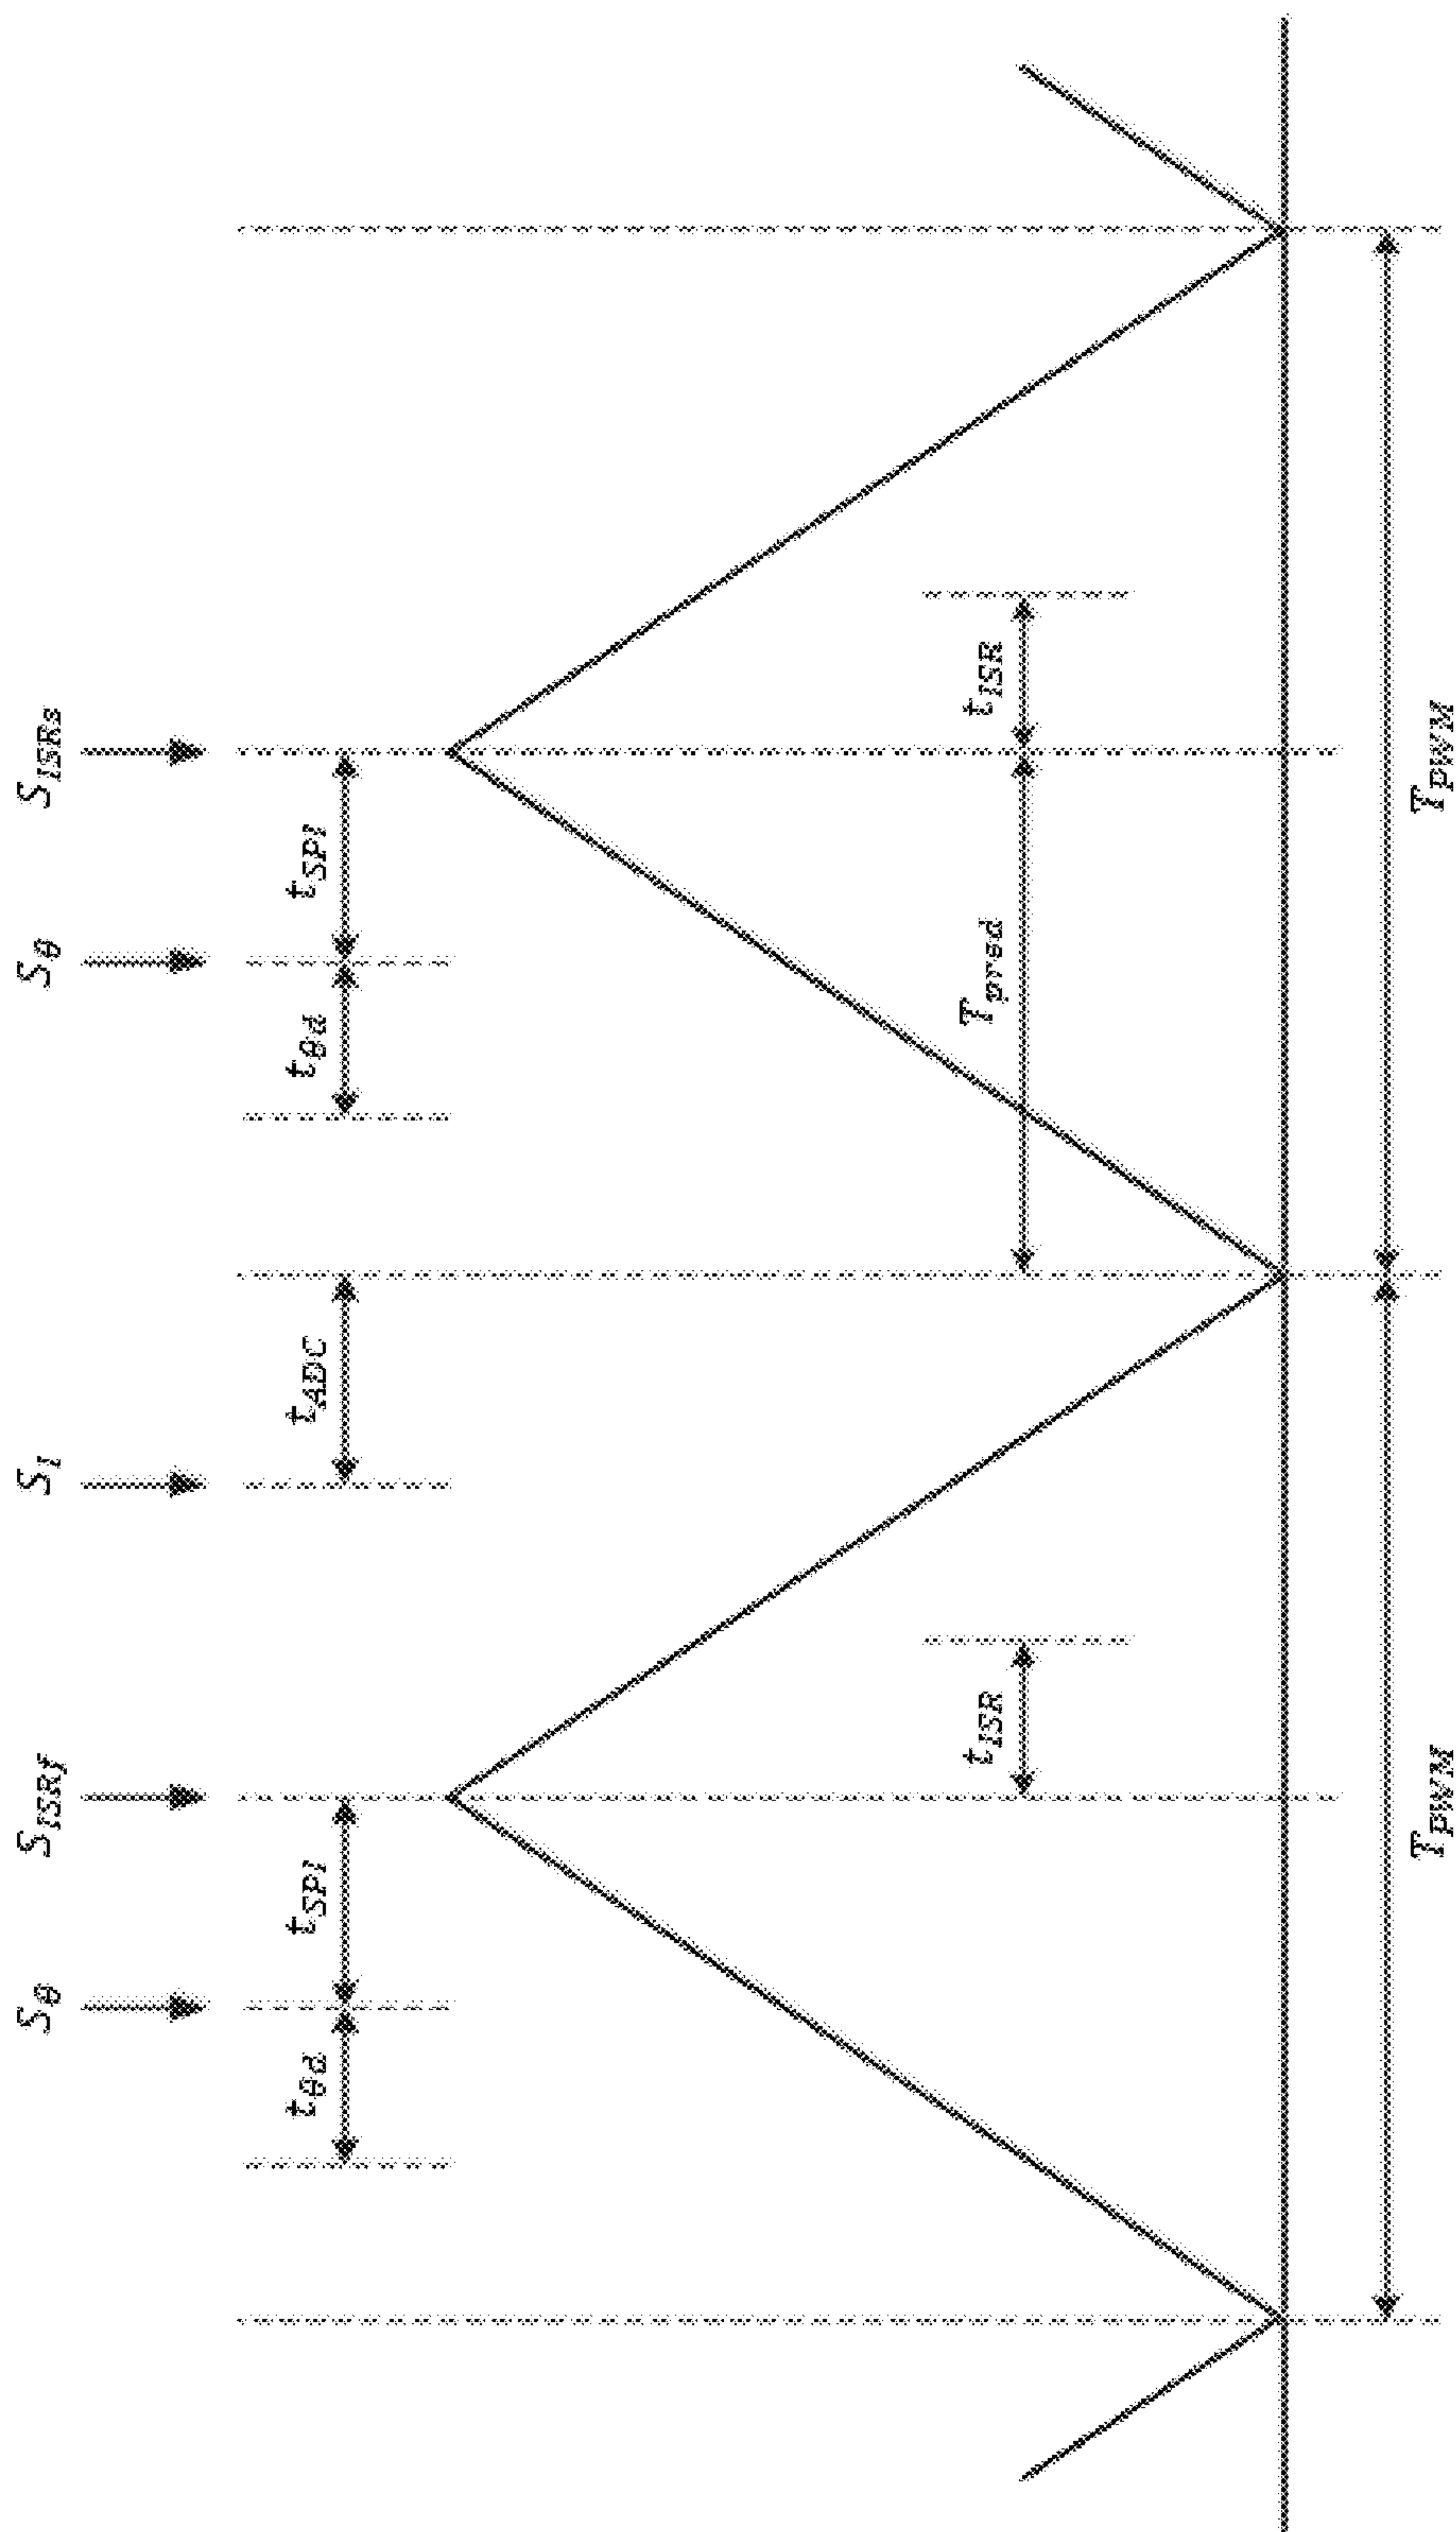 S_θ S_ISRf S_I S_θ S_ISRs
t_θd t_SPI t_ADC t_θd t_SPI
t_ISR T_pred t_ISR
T_PWM T_PWM